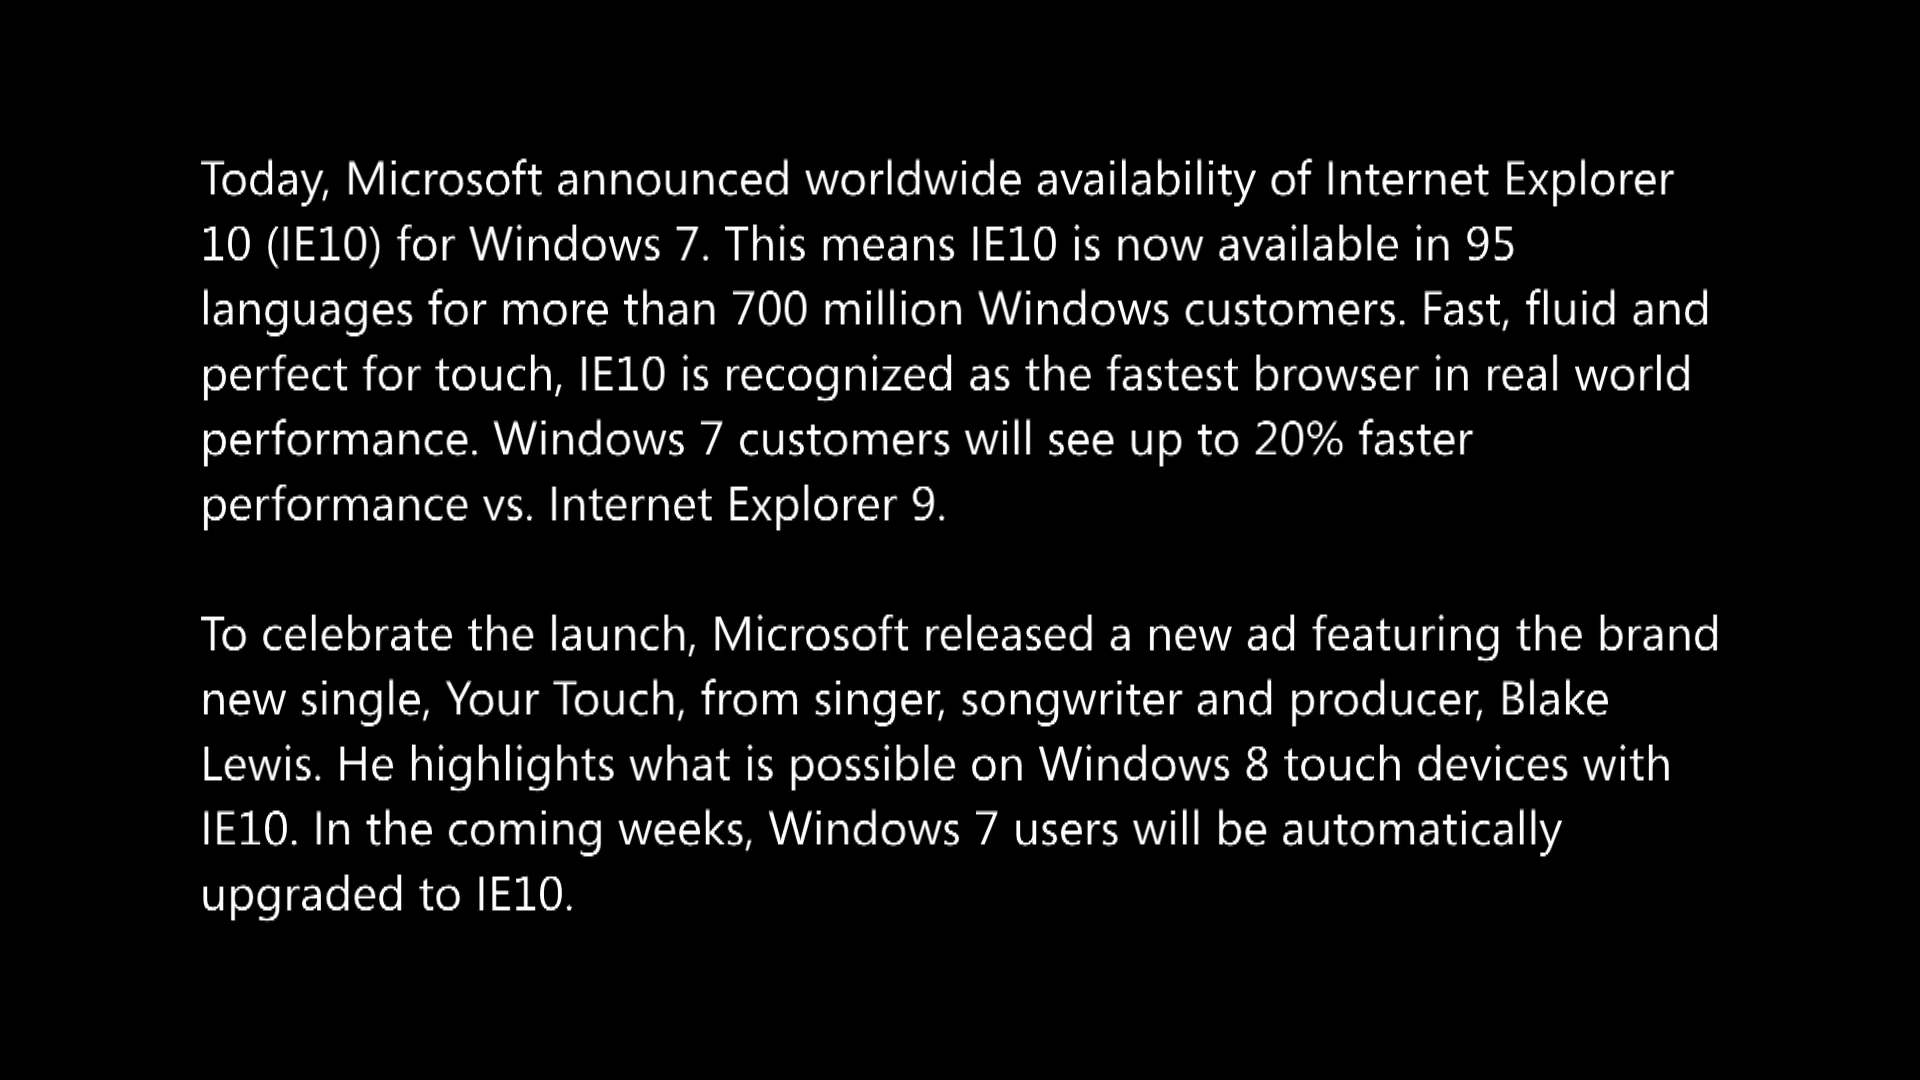 Today, Microsoft announced worldwide availability of Internet Explorer
10 (IE10) for Windows 7. This means IE10 is now available in 95
languages for more than 700 million Windows customers. Fast, fluid and
perfect for touch, IE10 is recognized as the fastest browser in real world
performance. Windows 7 customers will see up to 20% faster
performance vs. Internet Explorer 9.
To celebrate the launch, Microsoft released a new ad featuring the brand
new single, Your Touch, from singer, songwriter and producer, Blake
Lewis. He highlights what is possible on Windows 8 touch devices with
IE10. In the coming weeks, Windows 7 users will be automatically
upgraded to IE10.